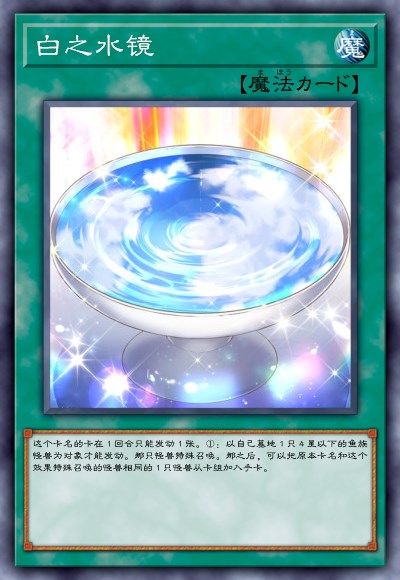 白之水镜
魔
【魔法カード】
まほう
这个卡名的卡在1回合只能发动1张。①：以自己墓地1只4星以下的鱼族
怪兽为对象才能发动。那只怪兽特殊召唤。那之后，可以把原本卡名和这个
效果特殊召唤的怪兽相同的1只怪兽从卡组加入手卡。